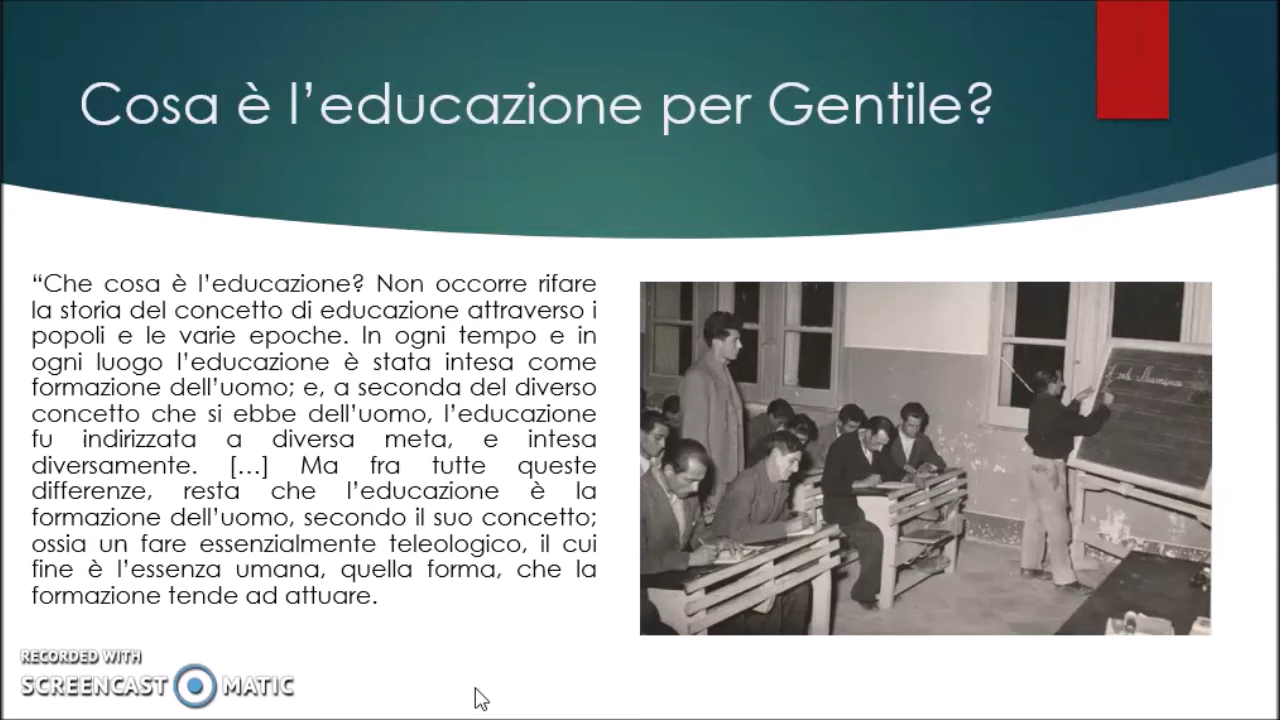 Cosa è l’educazione per Gentile?
“Che cosa è l’educazione? Non occorre rifare
la storia del concetto di educazione attraverso i
popoli e le varie epoche. In ogni tempo e in
ogni luogo l’educazione è stata intesa come
formazione dell’uomo; e, a seconda del diverso
concetto che si ebbe dell’uomo, l’educazione
fu indirizzata a diversa meta, e intesa
diversamente. [...] Ma fra tutte queste
differenze, resta che l’educazione è la
formazione dell’uomo, secondo il suo concetto;
ossia un fare essenzialmente teleologico, il cui
fine è l’essenza umana, quella forma, che la
formazione tende ad attuare.
RECORDED WITH
SCREENCAST MATIC